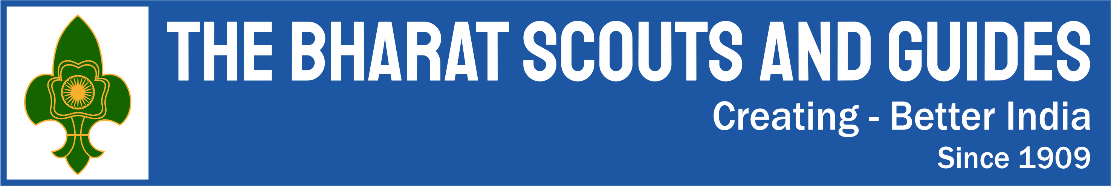 THE BHARAT SCOUTS AND GUIDES
Creating - Better India
Since 1909